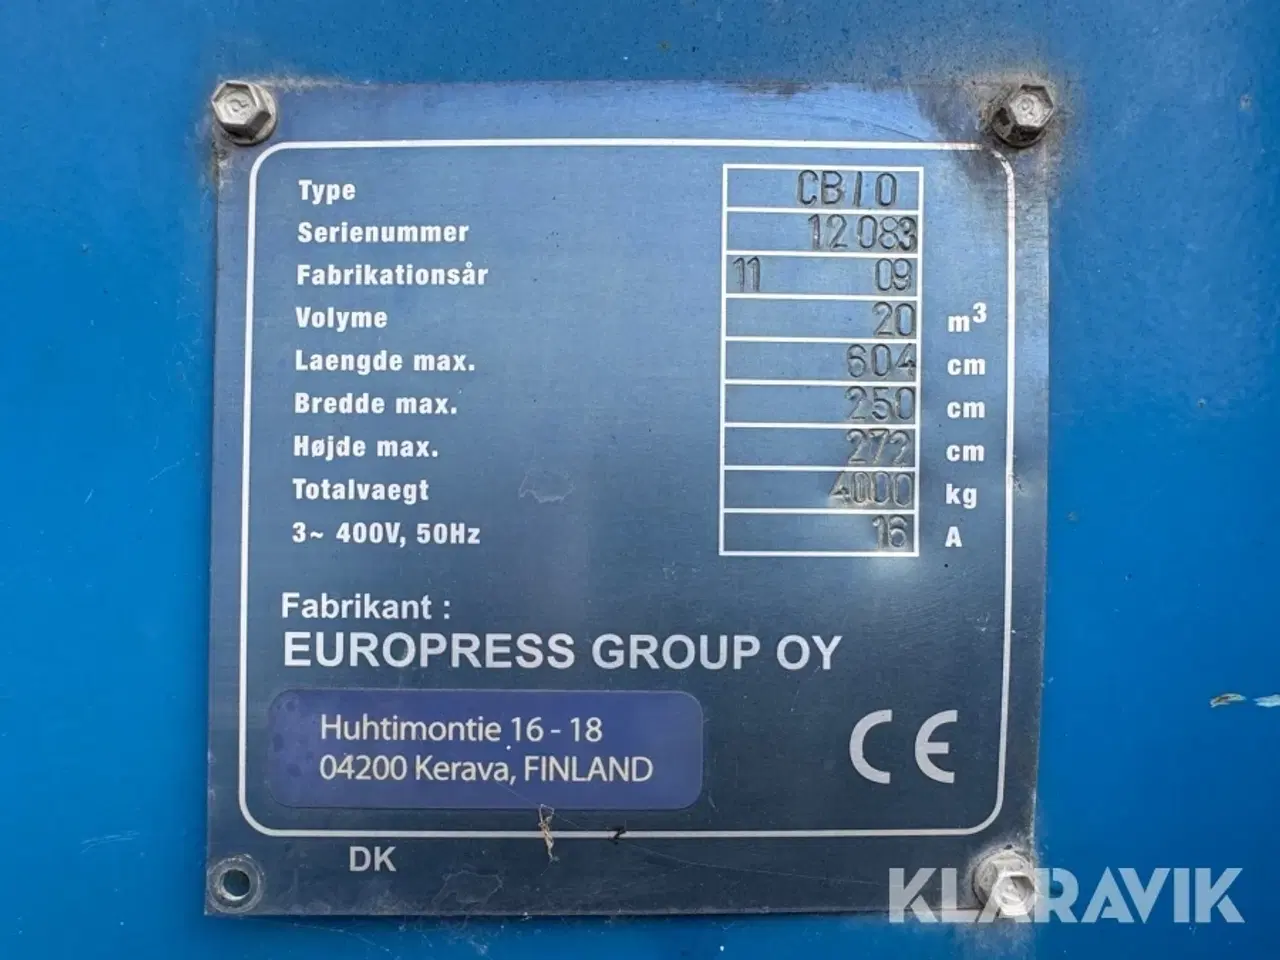 Type CB10
Serienummer 12083
Fabrikationsår 11 09
Volyme 20 m³
Laengde max. 604 cm
Bredde max. 250 cm
Højde max. 272 cm
Totalvaegt 4000 kg
3~ 400V, 50Hz 16 A
Fabrikant :
EUROPRESS GROUP OY
Huhtimontie 16 - 18
04200 Kerava, FINLAND
CE
DK
KLARAVIK